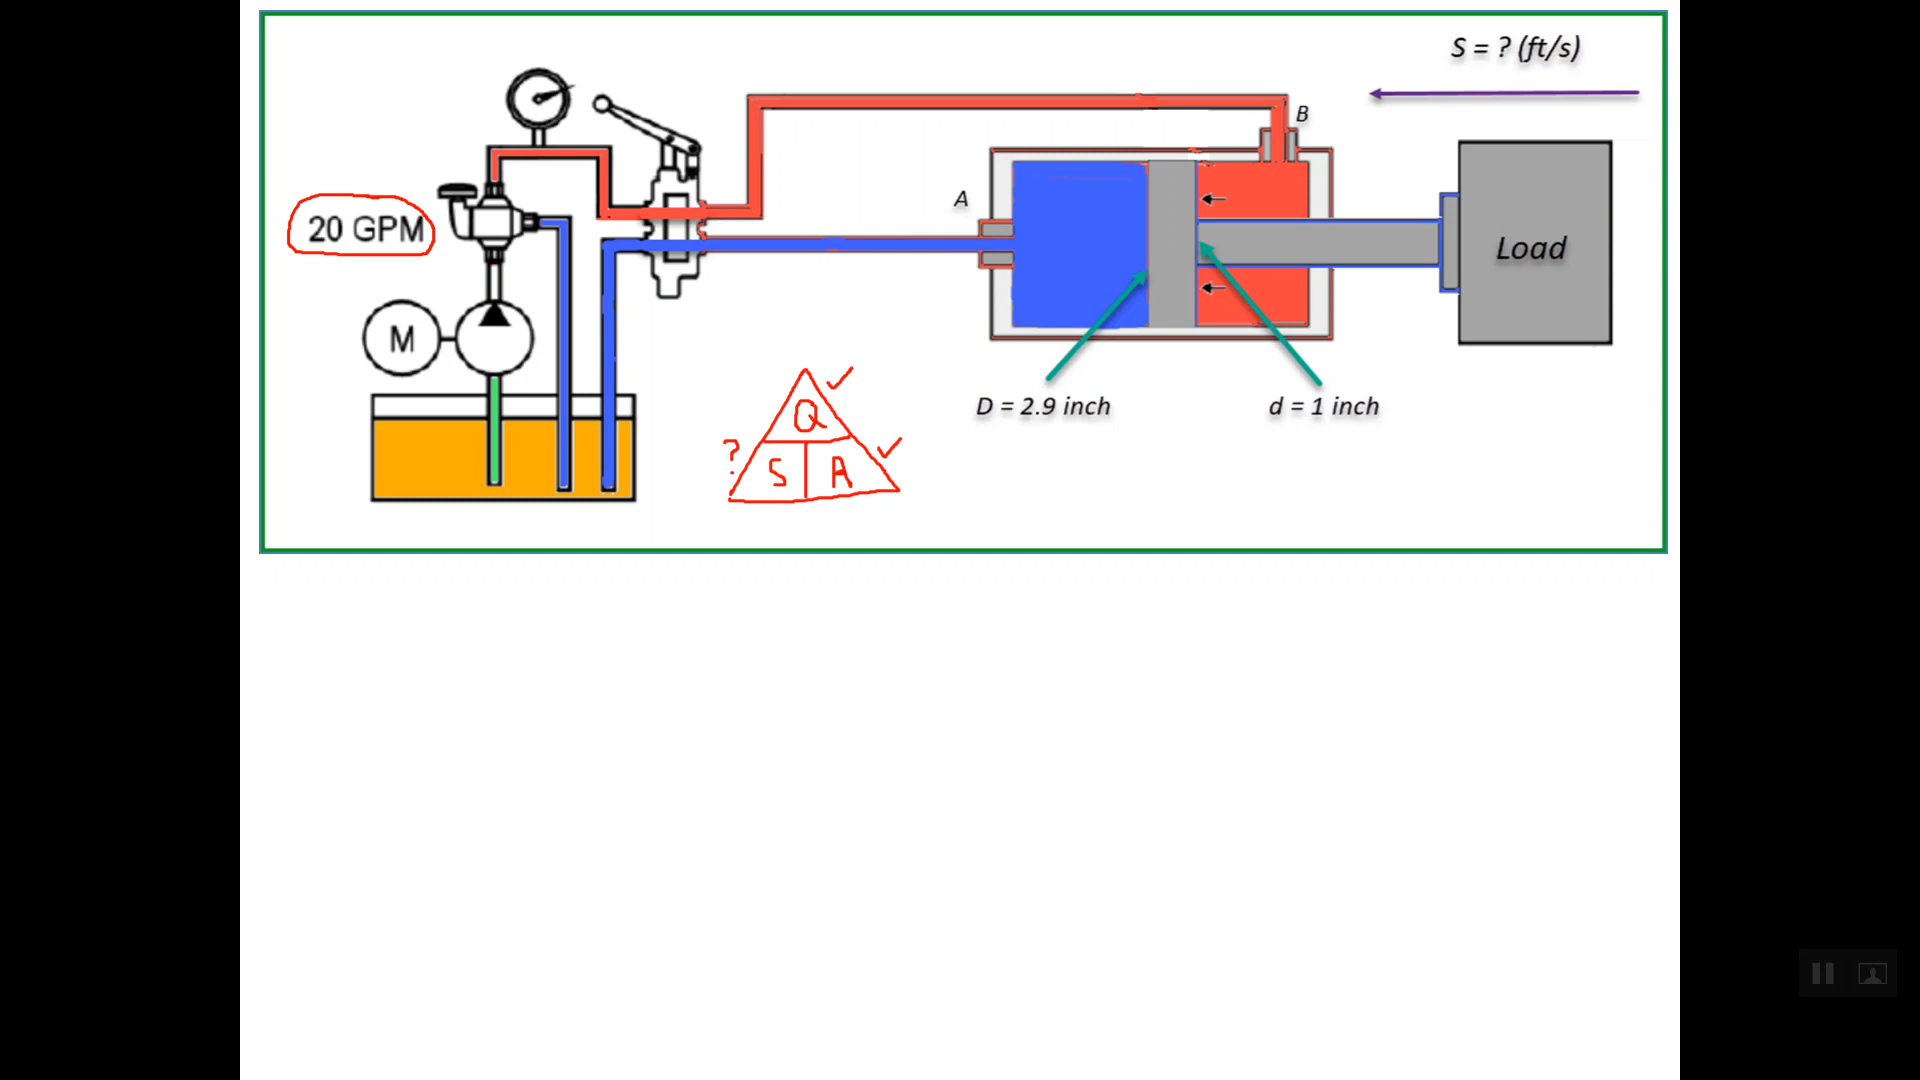 S = ? (ft/s)
B
A
20 GPM
Load
M
D = 2.9 inch
d = 1 inch
Q
?
S A